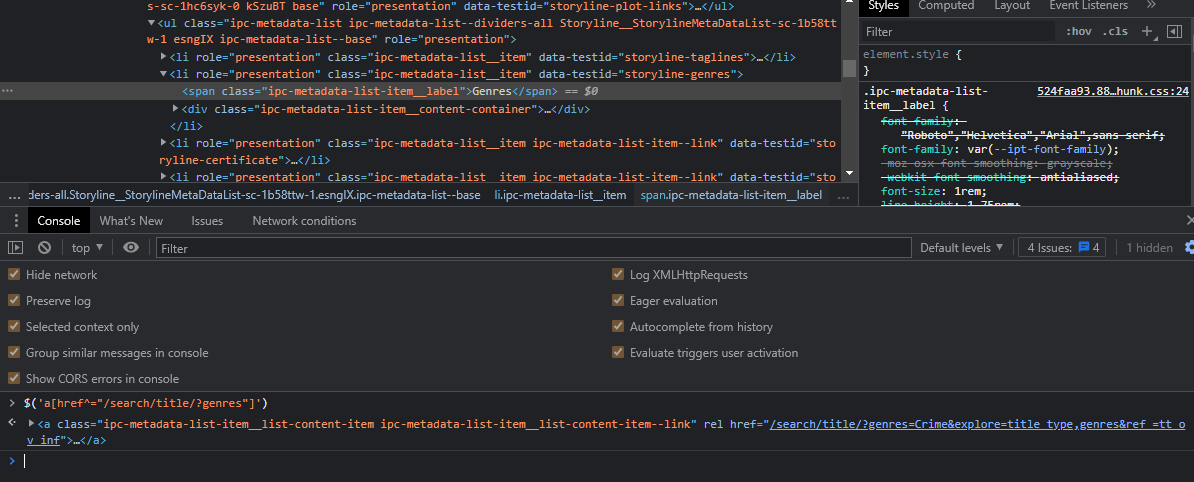 s-sc-1hc6syk-0 kSzuBT base" role="presentation" data-testid="storyline-plot-links">…</ul>
<ul class="ipc-metadata-list ipc-metadata-list--dividers-all Storyline__StorylineMetaDataList-sc-1b58tt
w-1 esngIX ipc-metadata-list--base" role="presentation">
<li role="presentation" class="ipc-metadata-list__item" data-testid="storyline-taglines">…</li>
<li role="presentation" class="ipc-metadata-list__item" data-testid="storyline-genres">
<span class="ipc-metadata-list-item__label">Genres</span> == $0
<div class="ipc-metadata-list-item__content-container">…</div>
</li>
<li role="presentation" class="ipc-metadata-list__item ipc-metadata-list-item--link" data-testid="sto
ryline-certificate">…</li>
<li role="presentation" class="ipc-metadata-list__item ipc-metadata-list-item--link" data-testid="sto
... ders-all.Storyline__StorylineMetaDataList-sc-1b58ttw-1.esngIX.ipc-metadata-list--base li.ipc-metadata-list__item span.ipc-metadata-list-item__label ...
Styles Computed Layout Event Listeners »
Filter :hov .cls +
element.style {
}
.ipc-metadata-list- 524faa93.88…hunk.css:24
item__label {
font-family:
"Roboto","Helvetica","Arial",sans-serif;
font-family: var(--ipt-font-family);
-moz-osx-font-smoothing: grayscale;
-webkit-font-smoothing: antialiased;
font-size: 1rem;
line-height: 1.75rem;
Console What's New Issues Network conditions
top ▼ Filter Default levels ▼ 4 Issues: 4 1 hidden
Hide network Log XMLHttpRequests
Preserve log Eager evaluation
Selected context only Autocomplete from history
Group similar messages in console Evaluate triggers user activation
Show CORS errors in console
> $('a[href^="/search/title/?genres"]')
<a class="ipc-metadata-list-item__list-content-item ipc-metadata-list-item__list-content-item--link" rel href="/search/title/?genres=Crime&explore=title_type,genres&ref_=tt_o
v_inf">…</a>
>